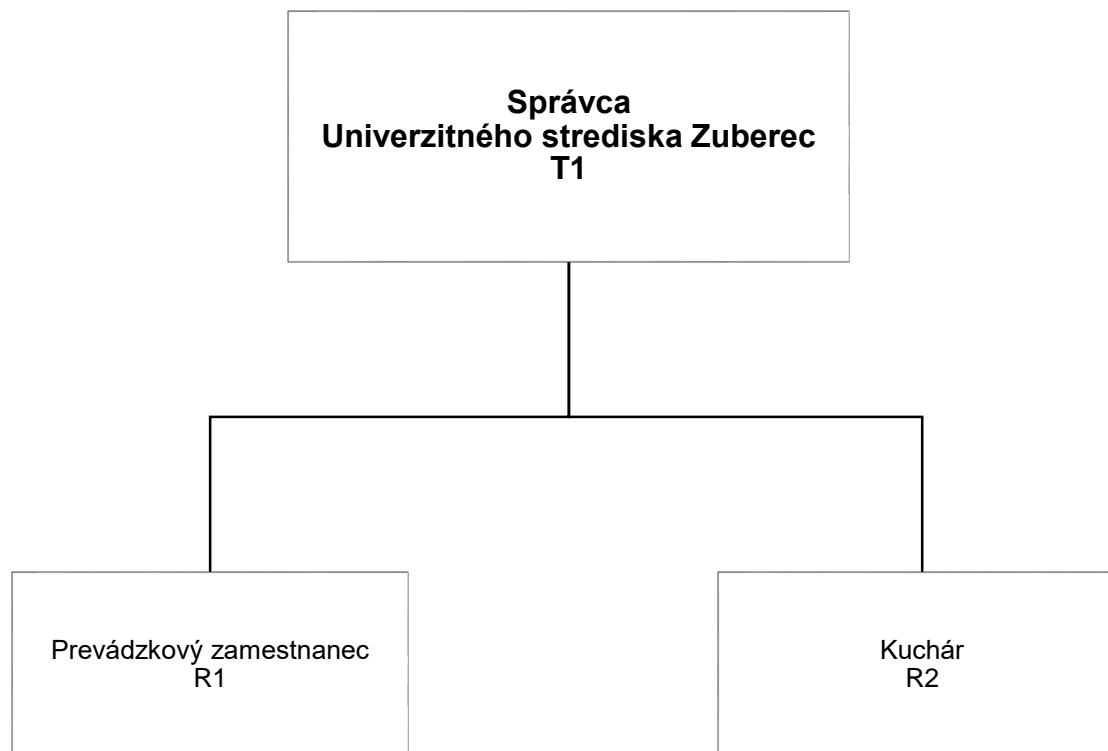 Správca
Univerzitného strediska Zuberec
T1
Prevádzkový zamestnanec
R1
Kuchár
R2